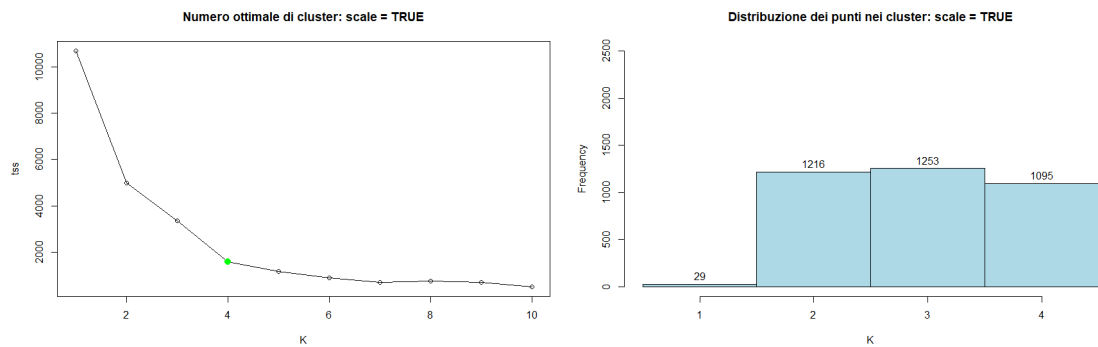 Numero ottimale di cluster: scale = TRUE
tss
10000
8000
6000
4000
2000
2 4 6 8 10
K
Distribuzione dei punti nei cluster: scale = TRUE
Frequency
2500
2000
1500
1000
500
0
29 1216 1253 1095
1 2 3 4
K